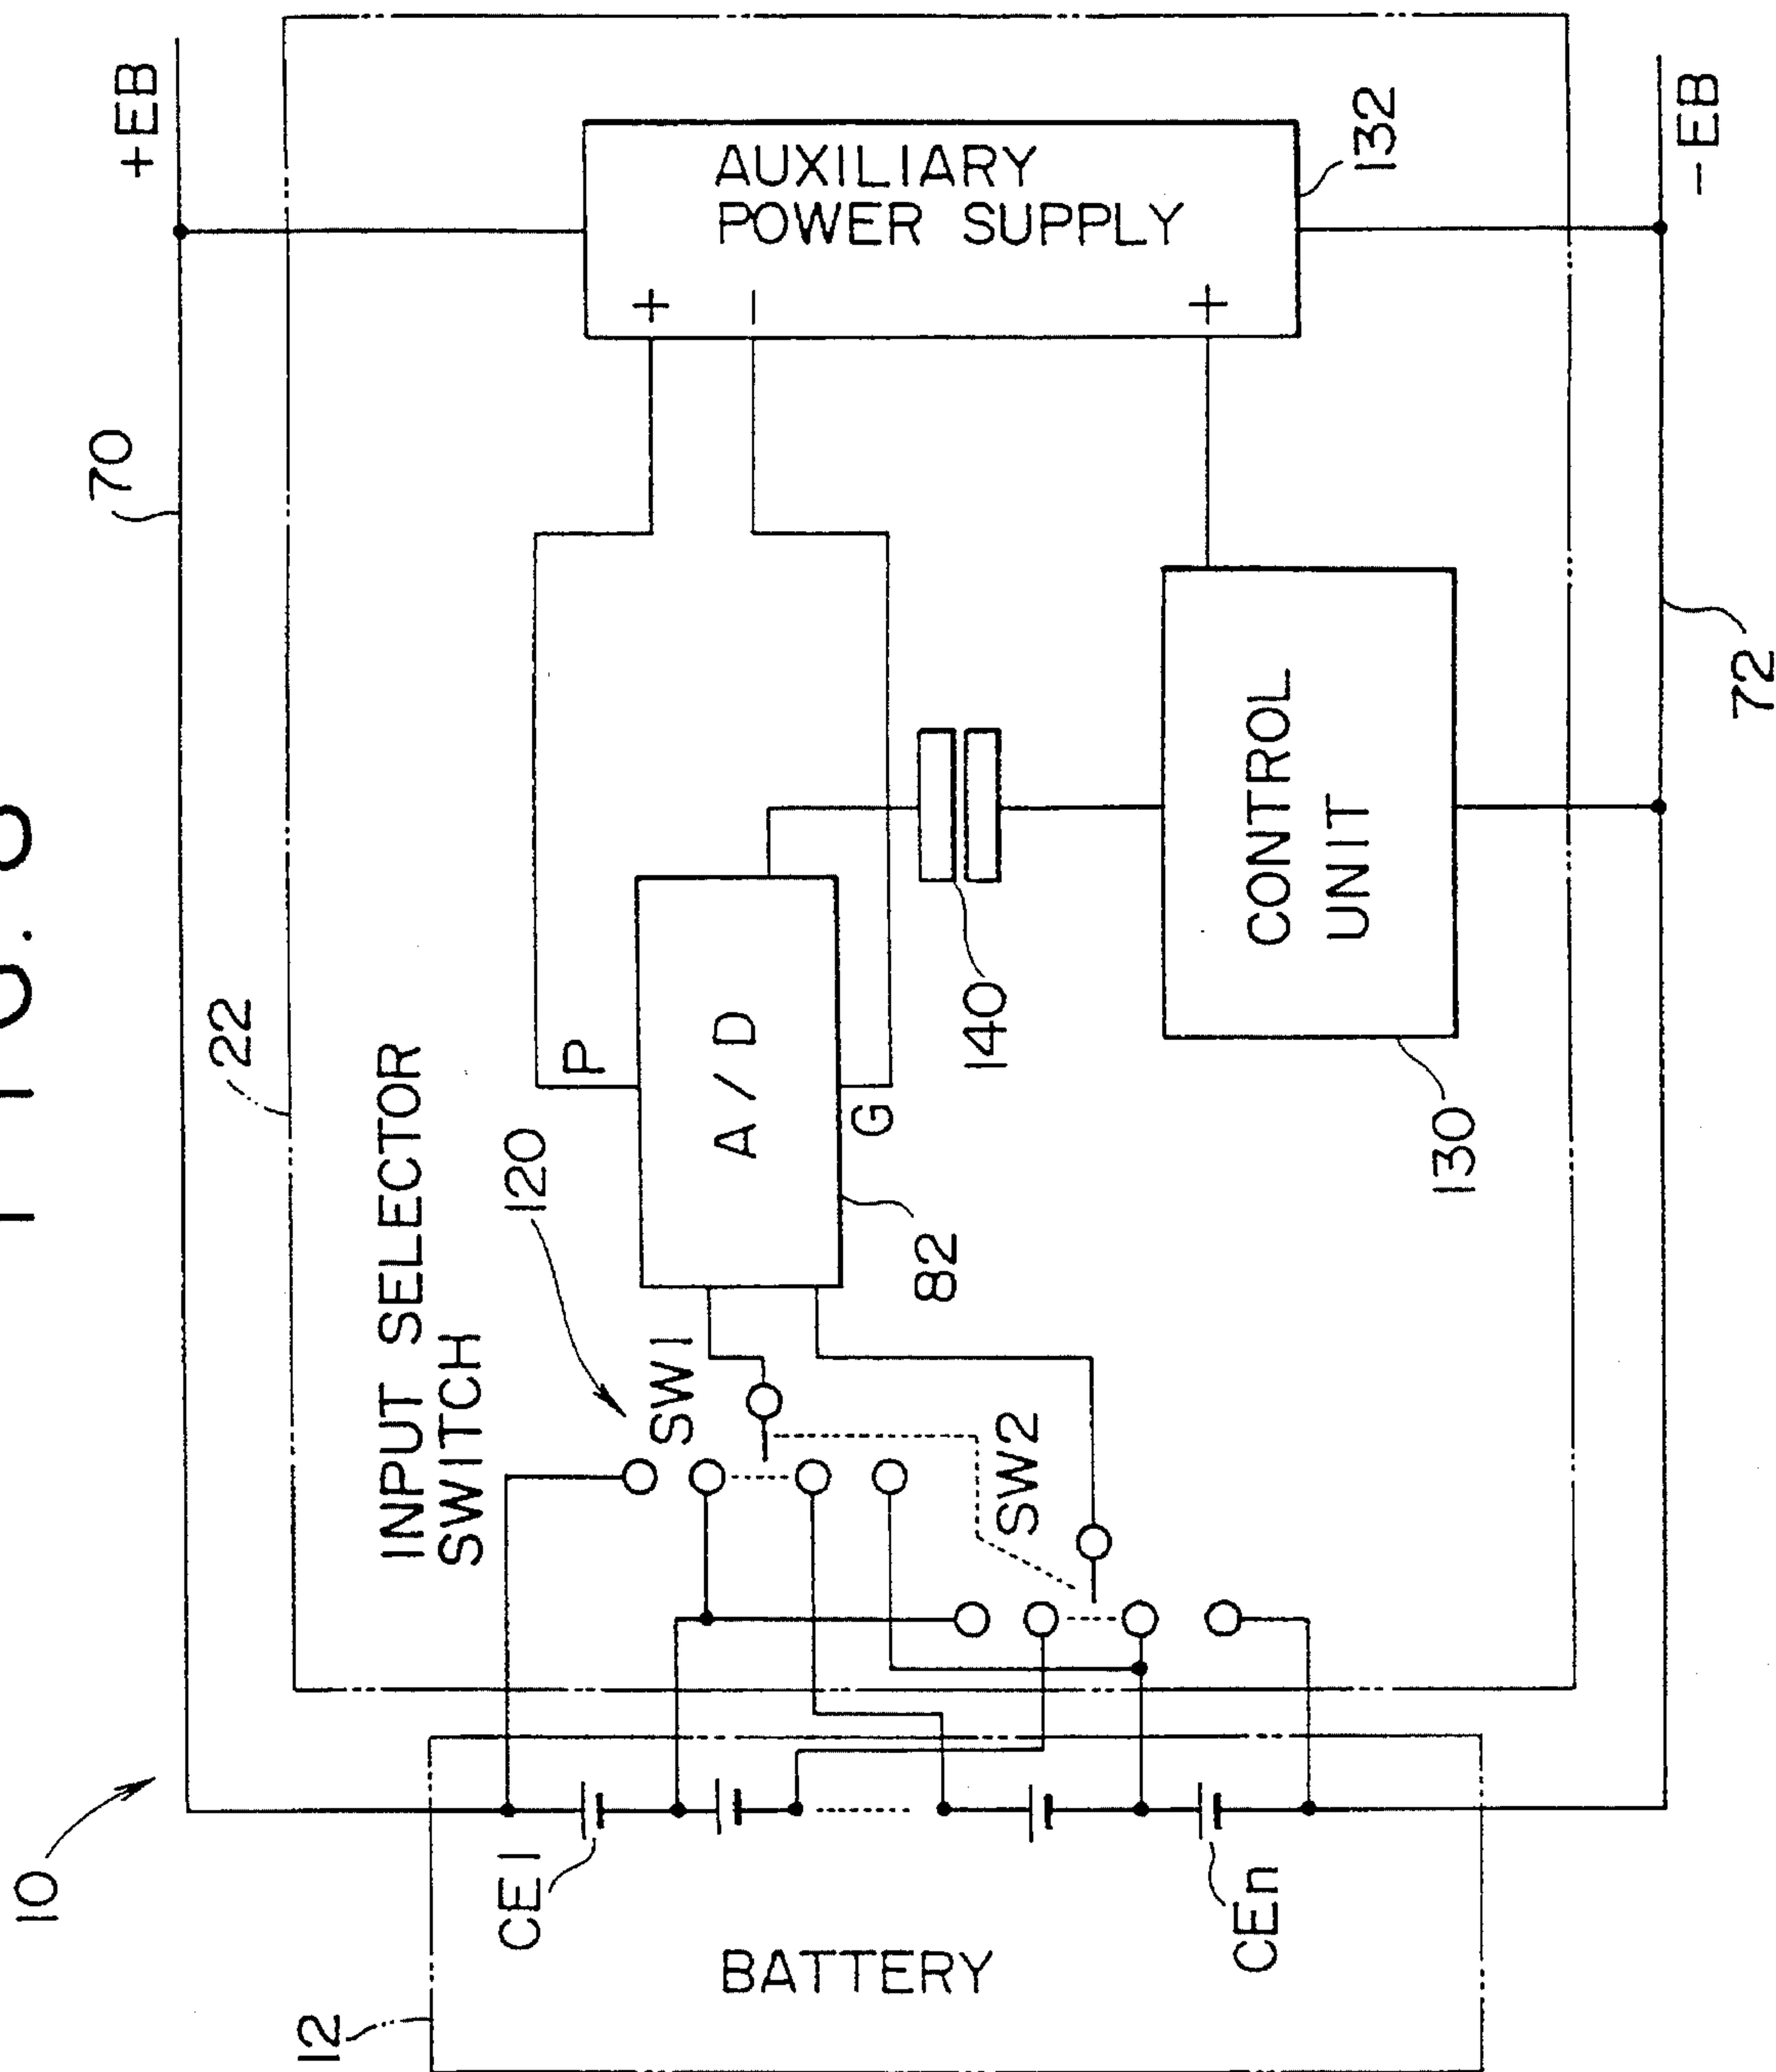 FIG.
10
70
+EB
22
INPUT SELECTOR
SWITCH
120
SW1
P
A/D
G
82
+
−
+
AUXILIARY
POWER SUPPLY
132
12
CE1
BATTERY
CEn
SW2
140
CONTROL
UNIT
130
72
−EB